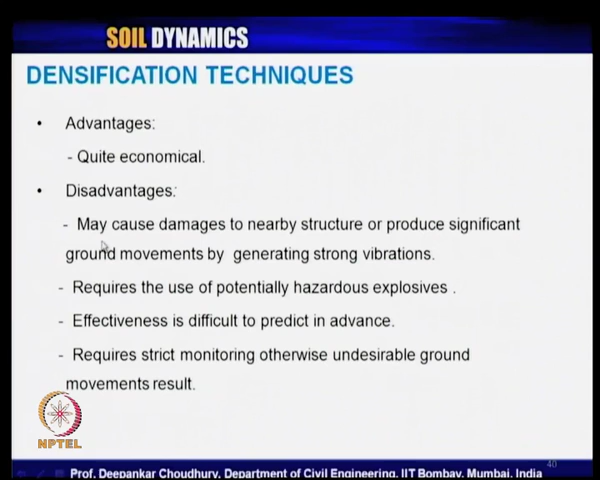 SOIL DYNAMICS
DENSIFICATION TECHNIQUES
• Advantages:
- Quite economical.
• Disadvantages:
- May cause damages to nearby structure or produce significant
ground movements by generating strong vibrations.
- Requires the use of potentially hazardous explosives .
- Effectiveness is difficult to predict in advance.
- Requires strict monitoring otherwise undesirable ground
movements result.
NPTEL
40
Prof. Deepankar Choudhury, Department of Civil Engineering, IIT Bombay, Mumbai, India